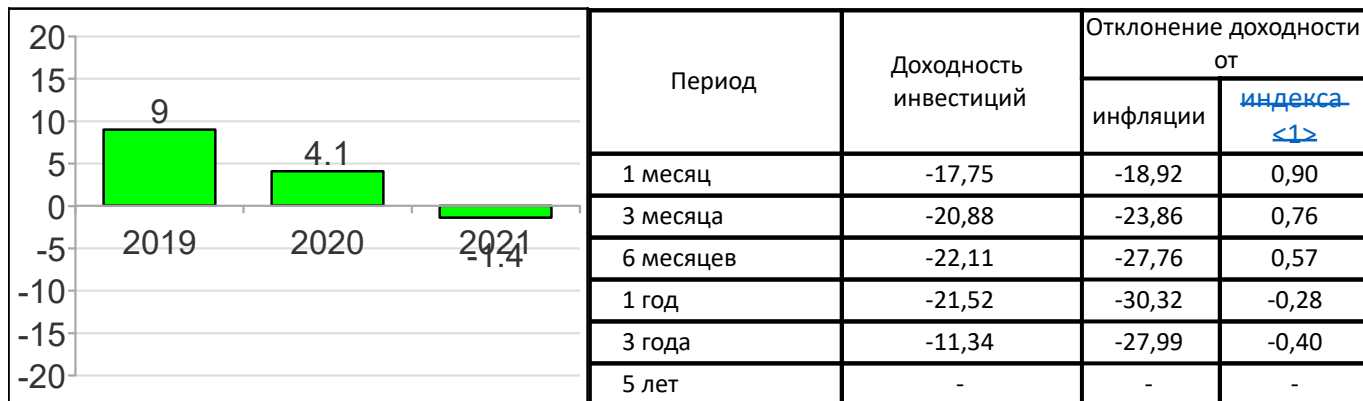 20
15
10
5
0
-5
-10
-15
-20
9
4.1
-1.4
2019 2020 2021
Период
Доходность
инвестиций
Отклонение доходности
от
инфляции
индекса
<1>
1 месяц -17,75 -18,92 0,90
3 месяца -20,88 -23,86 0,76
6 месяцев -22,11 -27,76 0,57
1 год -21,52 -30,32 -0,28
3 года -11,34 -27,99 -0,40
5 лет - - -